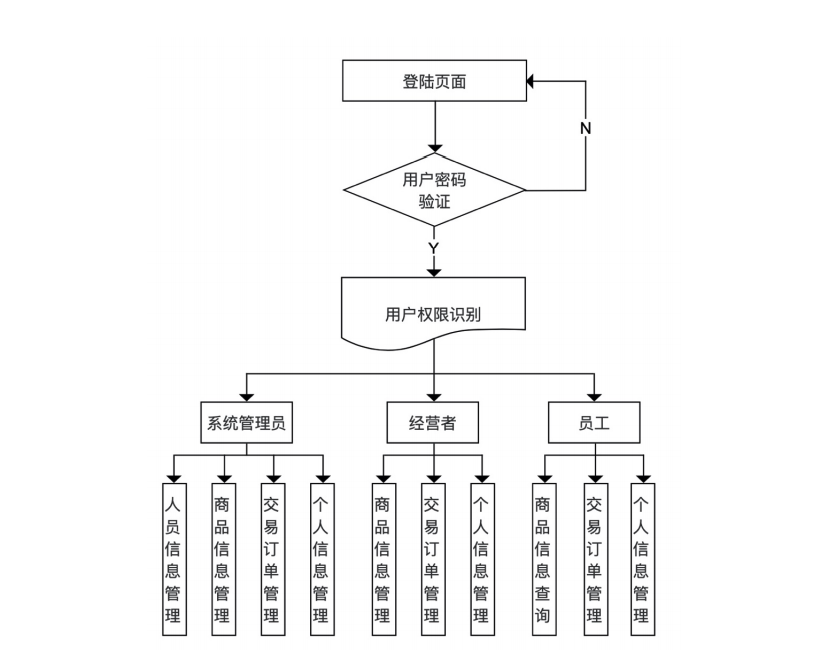 登陆页面
N
用户密码
验证
Y
用户权限识别
系统管理员
经营者
员工
人员信息管理
商品信息管理
交易订单管理
个人信息管理
商品信息管理
交易订单管理
个人信息管理
商品信息查询
交易订单管理
个人信息管理